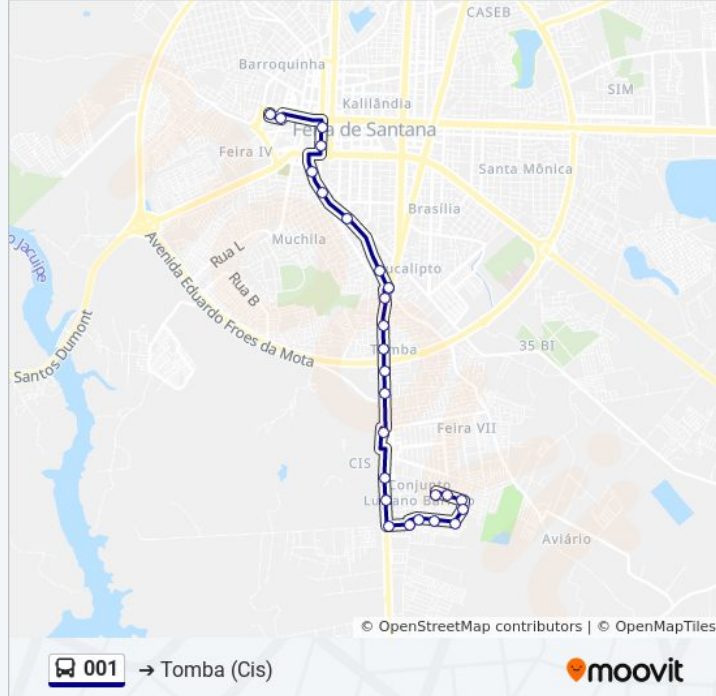 CASEB
Barroquinha
SIM
Kalilândia
Feira de Santana
Feira IV
Santa Mônica
Brasília
Muchila
Rua L
Rua B
o Jacuípe
Avenida Eduardo Froes da Mota
Santos Dumont
Tomba
35 BI
Feira VII
CIS
Conjunto
Aviário
© OpenStreetMap contributors | © OpenMapTiles
001 → Tomba (Cis)
moovit